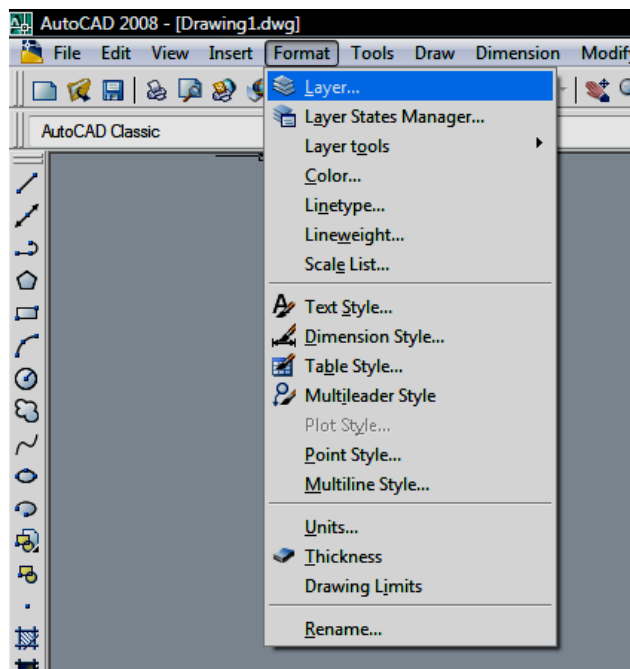 AutoCAD 2008 - [Drawing1.dwg]
File Edit View Insert Format Tools Draw Dimension Modify
AutoCAD Classic
Layer...
Layer States Manager...
Layer tools
Color...
Linetype...
Lineweight...
Scale List...
Text Style...
Dimension Style...
Table Style...
Multileader Style
Plot Style...
Point Style...
Multiline Style...
Units...
Thickness
Drawing Limits
Rename...